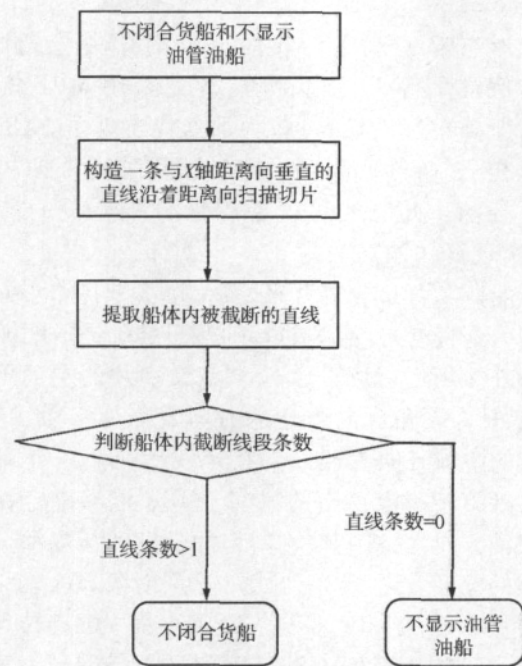 不闭合货船和不显示
油管油船
构造一条与X轴距离向垂直的
直线沿着距离向扫描切片
提取船体内被截断的直线
判断船体内截断线段条数
直线条数>1
直线条数=0
不闭合货船
不显示油管
油船